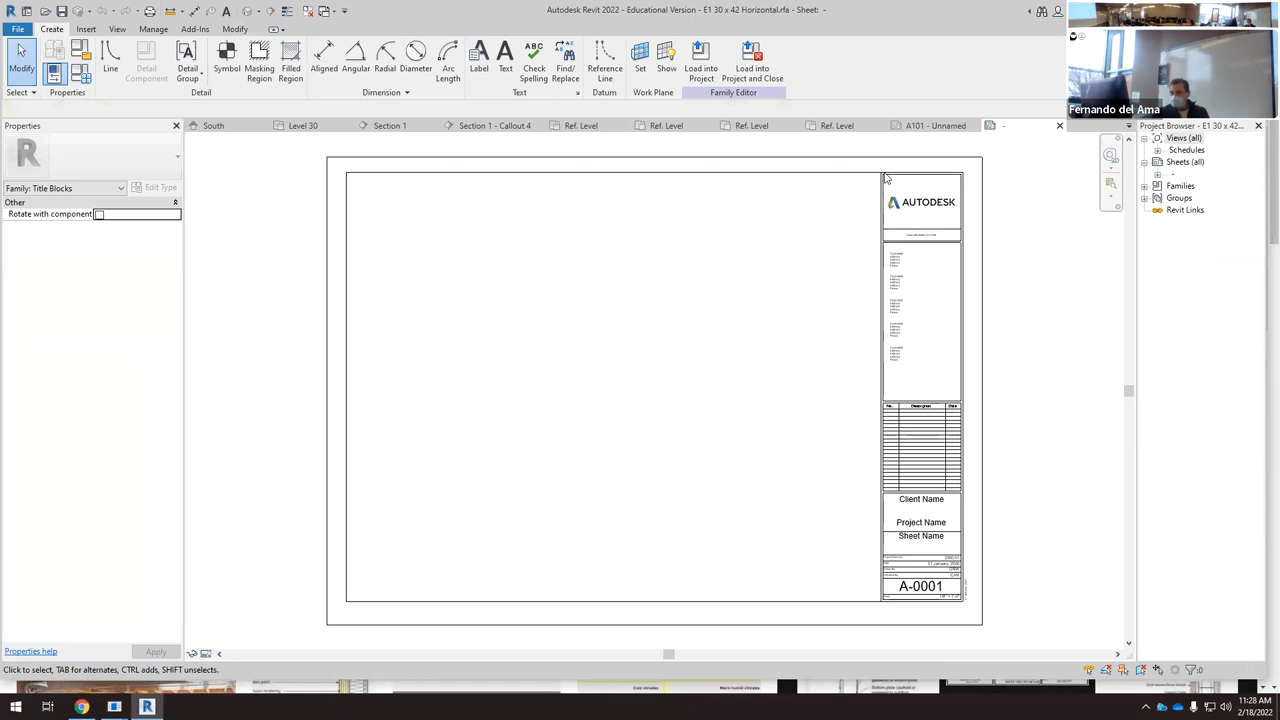 Autodesk Revit 2022 - Educational Version - E1 30 x 42 Horizontal.rfa - Sheet: -
File
Create
Insert
View
Manage
Add-Ins
Modify
Modify
Line
Detail
Component
Detail
Group
Symbol
Masking
Region
Filled
Region
Aligned
Angular
Radial
Diameter
Arc
Length
Label
Text
Check
Spelling
Find/
Replace
Reference
Line
Set
Show
Load into
Project
Load into
Project and Close
Select
Properties
Detail
Dimension
Text
Datum
Work Plane
Family Editor
Fernando del Ama
Properties
South
Level 30
Section 1
Section 1 - Callout 4
Ref. Level
Ref. Level
Ref. Level
Ref. Level
A101 - Unnamed
-
Project Browser - E1 30 x 42...
Family: Title Blocks
Edit Type
Other
Rotate with component
Views (all)
Schedules
Sheets (all)
-
Families
Groups
Revit Links
AUTODESK
No.
Description
Date
Client Name
Project Name
Sheet Name
A-0001
Properties help
Apply
Click to select, TAB for alternates, CTRL adds, SHIFT unselects.
:0
11:28 AM
2/18/2022